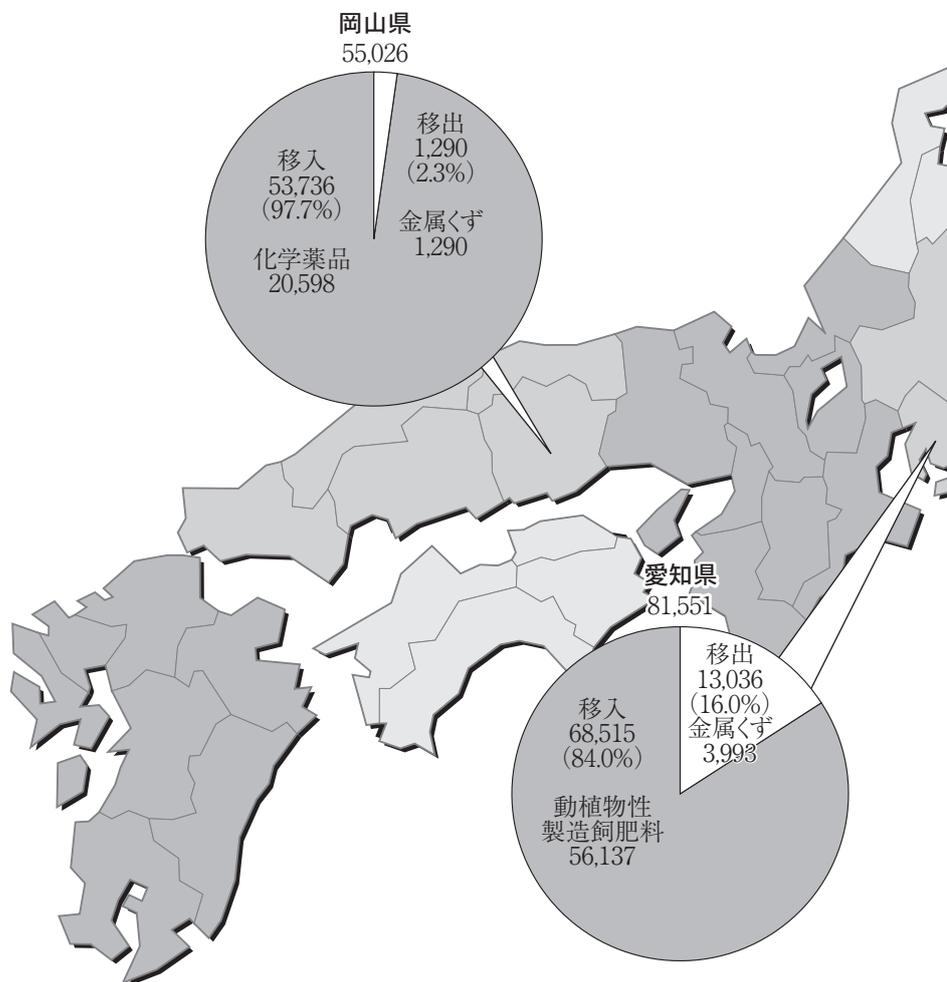 岡山県
55,026
移出
1,290
(2.3%)
金属くず
1,290
移入
53,736
(97.7%)
化学薬品
20,598
愛知県
81,551
移出
13,036
(16.0%)
金属くず
3,993
移入
68,515
(84.0%)
動植物性
製造飼肥料
56,137